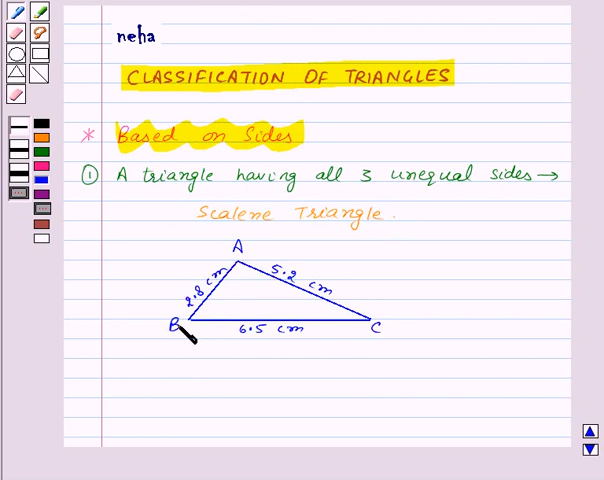 neha
CLASSIFICATION OF TRIANGLES
* Based on Sides
① A triangle having all 3 unequal sides →
Scalene Triangle.
A
2.8 cm
5.2 cm
B
6.5 cm
C